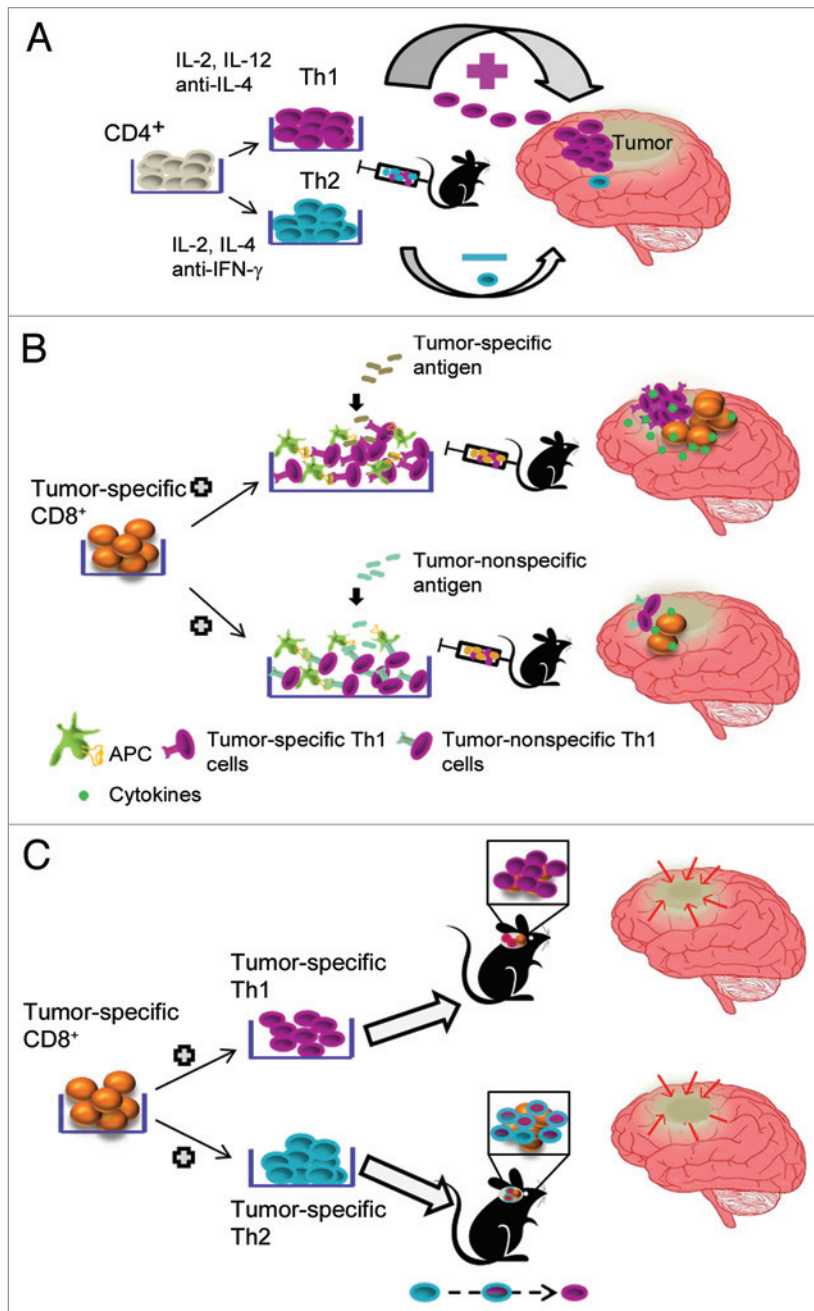 A
IL-2, IL-12
anti-IL-4
Th1
CD4⁺
Th2
IL-2, IL-4
anti-IFN-γ
Tumor
B
Tumor-specific
antigen
Tumor-specific
CD8⁺
Tumor-nonspecific
antigen
APC
Tumor-specific Th1
cells
Tumor-nonspecific Th1
cells
Cytokines
C
Tumor-specific
Th1
Tumor-specific
CD8⁺
Tumor-specific
Th2